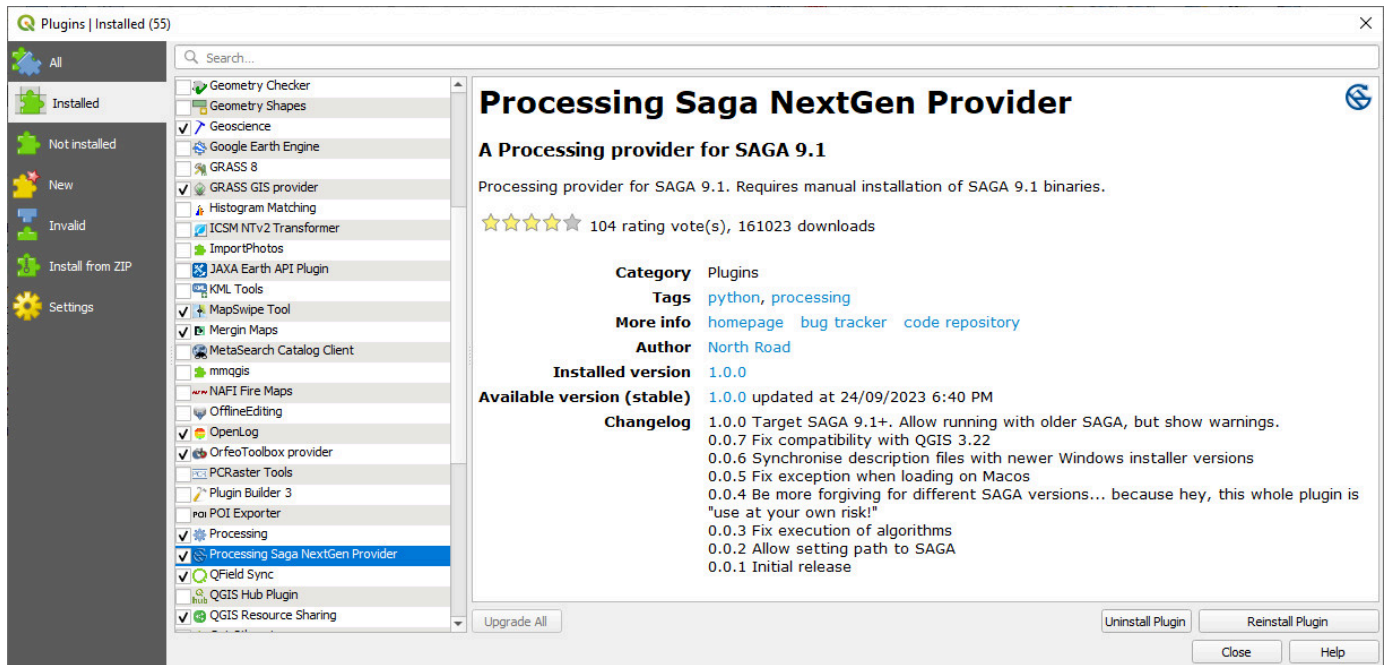 Plugins | Installed (55)
All
Installed
Not installed
New
Invalid
Install from ZIP
Settings
Search...
Geometry Checker
Geometry Shapes
Geoscience
Google Earth Engine
GRASS 8
GRASS GIS provider
Histogram Matching
ICSM NTv2 Transformer
ImportPhotos
JAXA Earth API Plugin
KML Tools
MapSwipe Tool
Mergin Maps
MetaSearch Catalog Client
mmqgis
NAFI Fire Maps
OfflineEditing
OpenLog
OrfeoToolbox provider
PCRaster Tools
Plugin Builder 3
POI POI Exporter
Processing
Processing Saga NextGen Provider
QField Sync
hub QGIS Hub Plugin
QGIS Resource Sharing
Processing Saga NextGen Provider
A Processing provider for SAGA 9.1
Processing provider for SAGA 9.1. Requires manual installation of SAGA 9.1 binaries.
104 rating vote(s), 161023 downloads
Category Plugins
Tags python, processing
More info homepage bug tracker code repository
Author North Road
Installed version 1.0.0
Available version (stable) 1.0.0 updated at 24/09/2023 6:40 PM
Changelog 1.0.0 Target SAGA 9.1+. Allow running with older SAGA, but show warnings.
0.0.7 Fix compatibility with QGIS 3.22
0.0.6 Synchronise description files with newer Windows installer versions
0.0.5 Fix exception when loading on Macos
0.0.4 Be more forgiving for different SAGA versions... because hey, this whole plugin is
"use at your own risk!"
0.0.3 Fix execution of algorithms
0.0.2 Allow setting path to SAGA
0.0.1 Initial release
Upgrade All
Uninstall Plugin
Reinstall Plugin
Close
Help